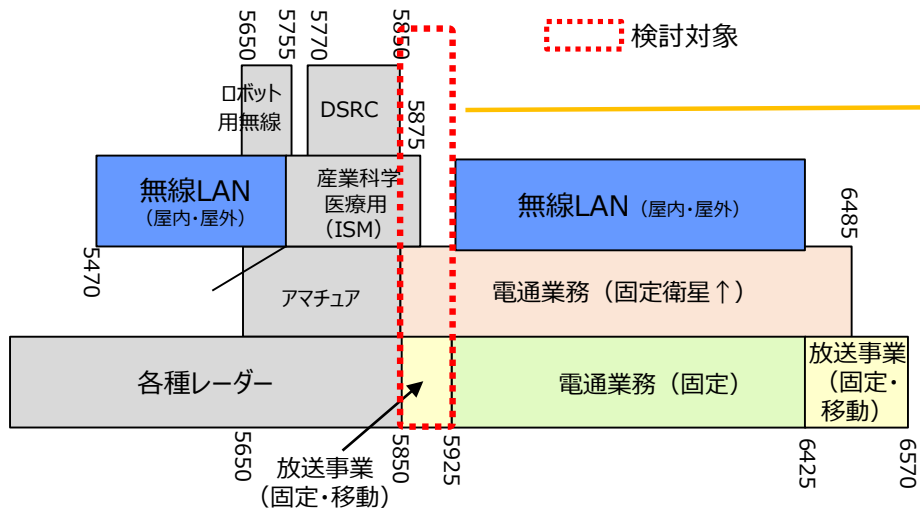 5650
5755
5770
5850
検討対象
ロボット
用無線
DSRC
5875
無線LAN
（屋内・屋外）
産業科学
医療用
（ISM）
無線LAN（屋内・屋外）
6485
5470
アマチュア
電通業務（固定衛星↑）
各種レーダー
電通業務（固定）
放送事業
（固定・
移動）
5650
5850
5925
6425
6570
放送事業
（固定・移動）